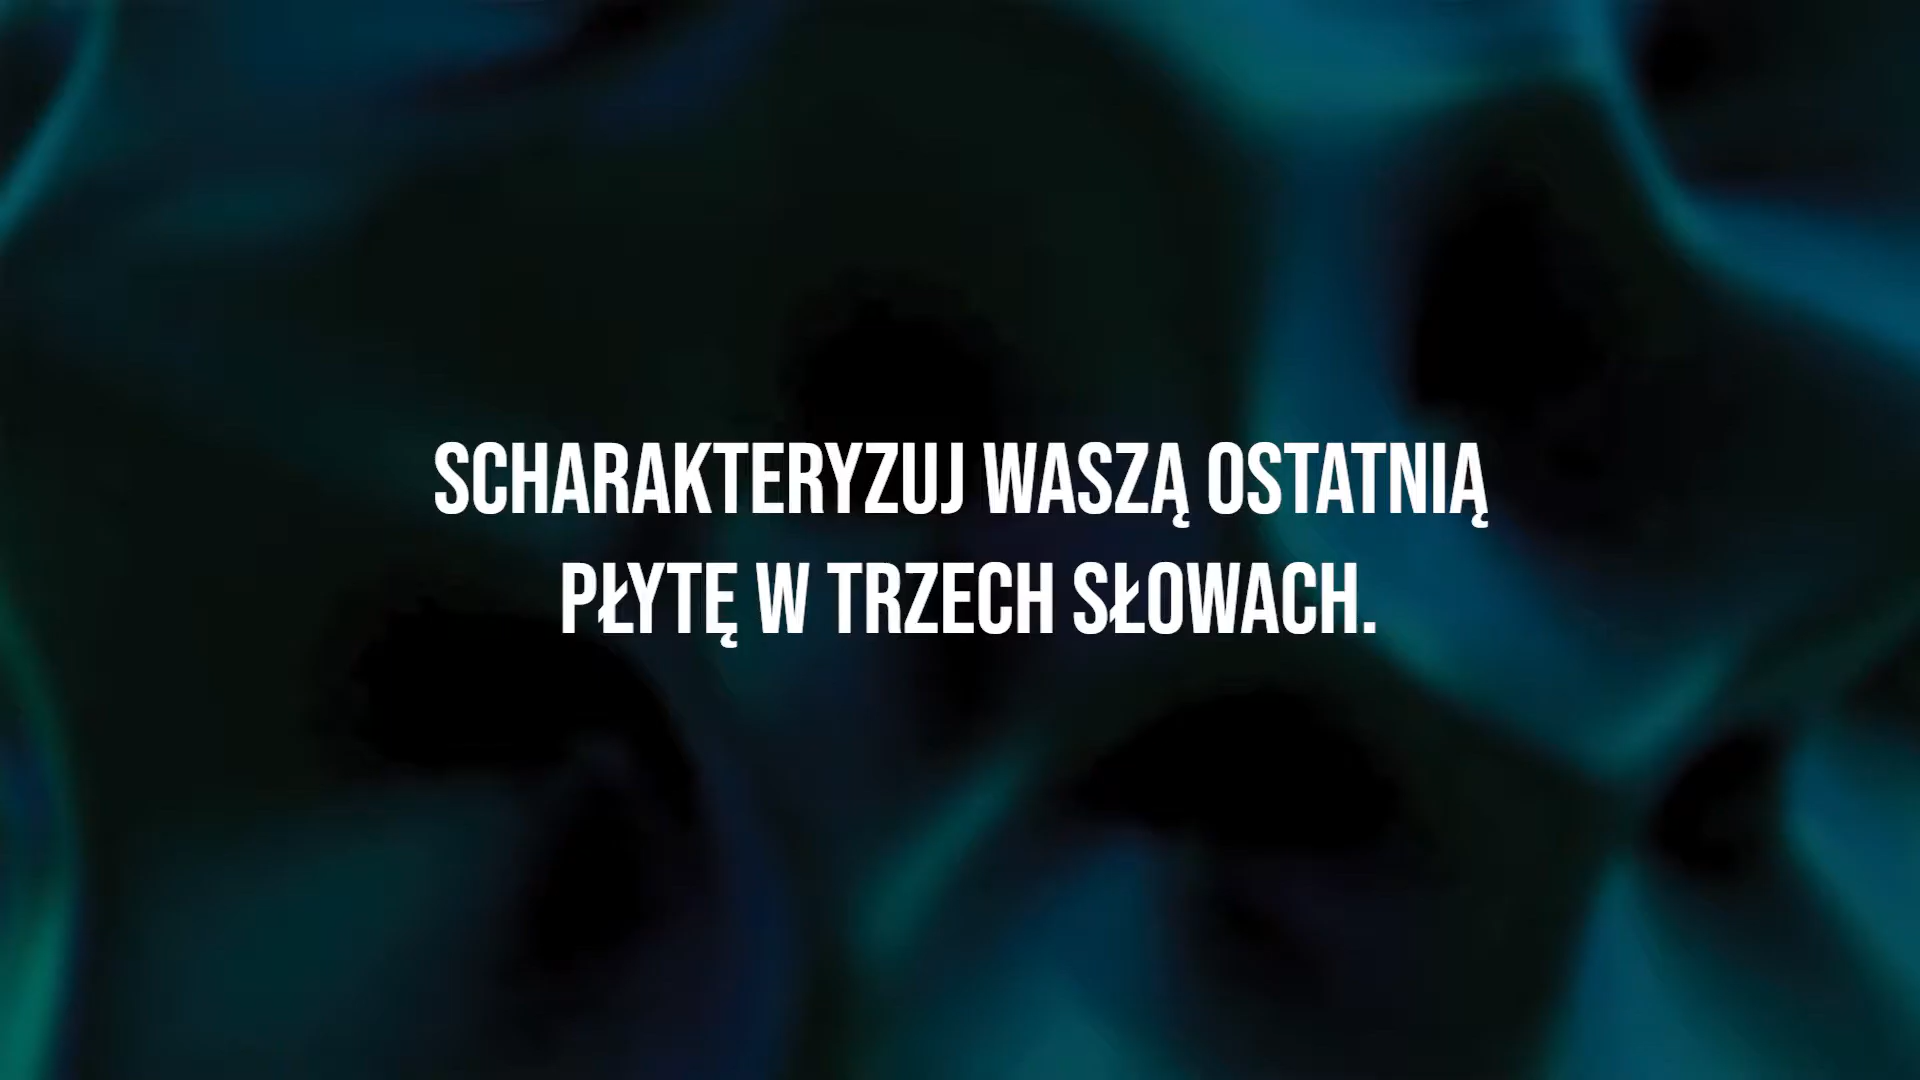 SCHARAKTERYZUJ WASZĄ OSTATNIĄ
PŁYTĘ W TRZECH SŁOWACH.